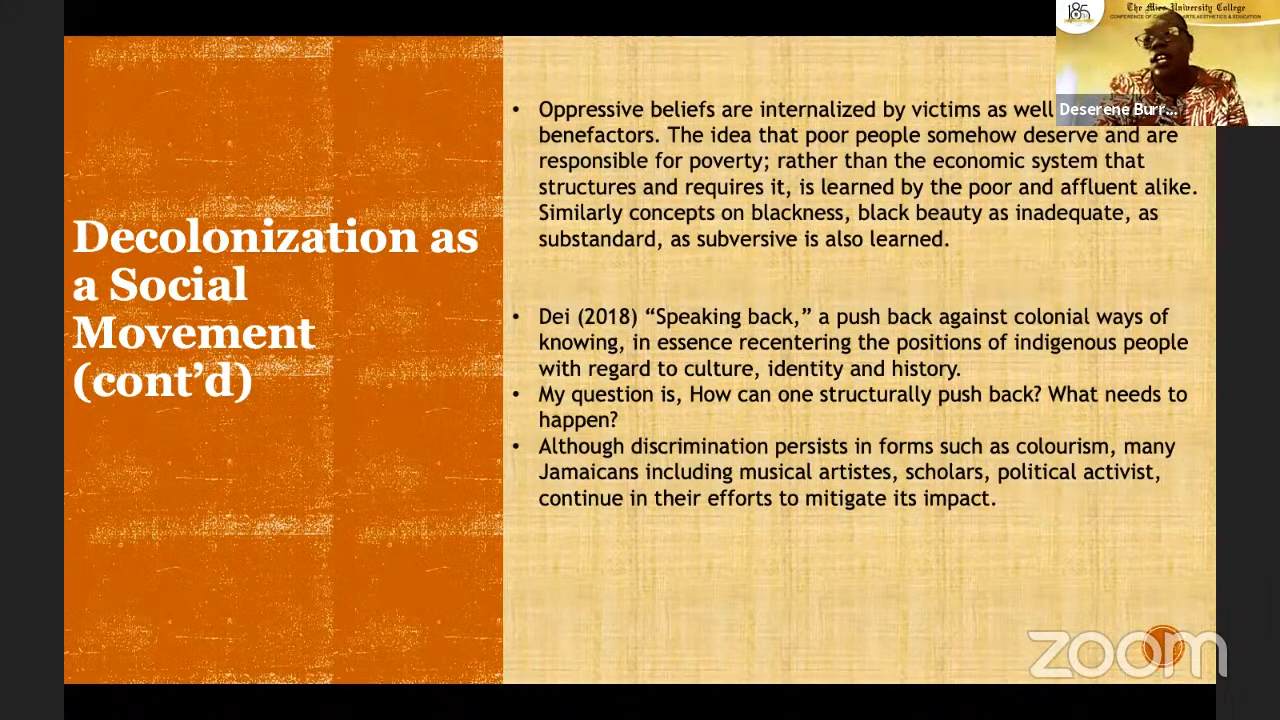 185
The Mico University College
Decolonization as
a Social
Movement
(cont’d)
• Oppressive beliefs are internalized by victims as well
benefactors. The idea that poor people somehow deserve and are
responsible for poverty; rather than the economic system that
structures and requires it, is learned by the poor and affluent alike.
Similarly concepts on blackness, black beauty as inadequate, as
substandard, as subversive is also learned.
• Dei (2018) “Speaking back,” a push back against colonial ways of
knowing, in essence recentering the positions of indigenous people
with regard to culture, identity and history.
• My question is, How can one structurally push back? What needs to
happen?
• Although discrimination persists in forms such as colourism, many
Jamaicans including musical artistes, scholars, political activist,
continue in their efforts to mitigate its impact.
Deserene Burr...
zoom